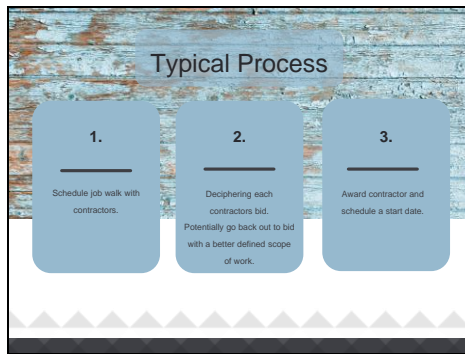 Typical Process
1.
Schedule job walk with
contractors.
2.
Deciphering each
contractors bid.
Potentially go back out to bid
with a better defined scope
of work.
3.
Award contractor and
schedule a start date.